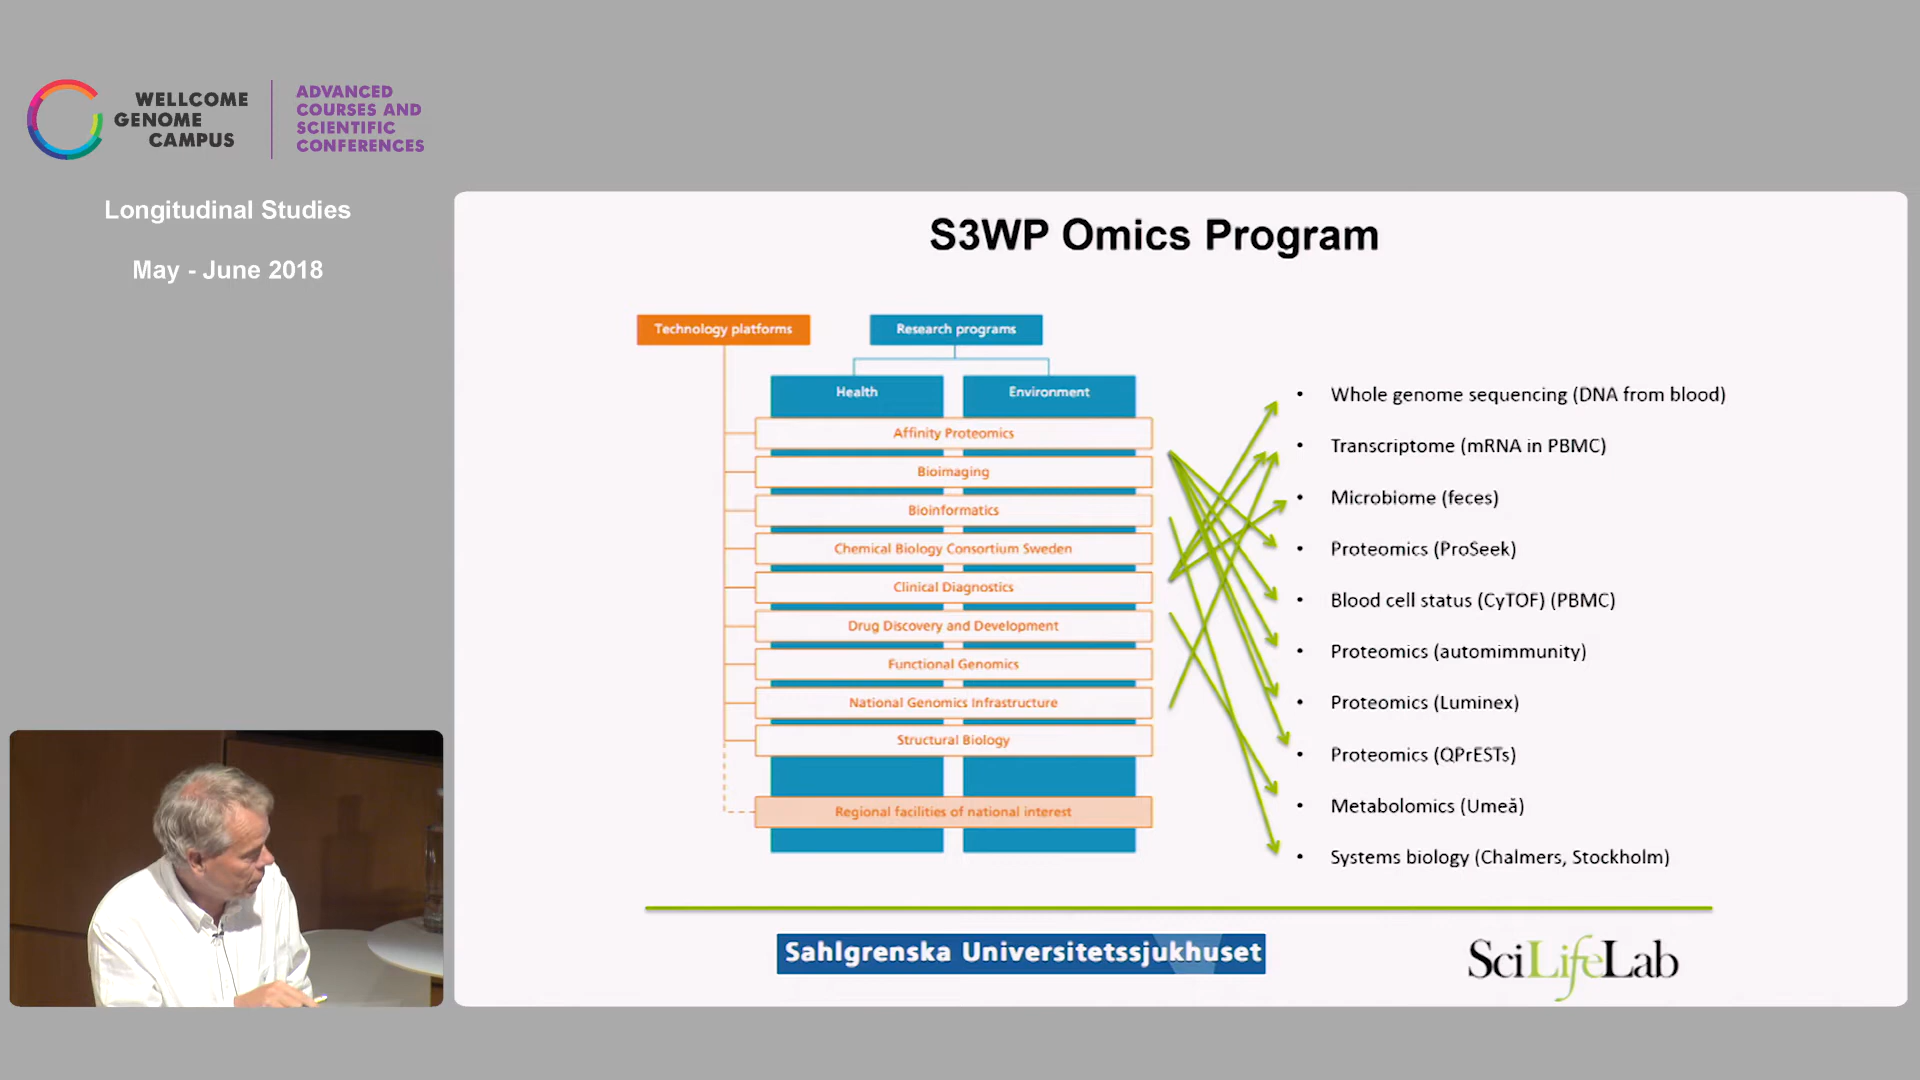 WELLCOME
GENOME
CAMPUS
ADVANCED
COURSES AND
SCIENTIFIC
CONFERENCES
Longitudinal Studies
May - June 2018
S3WP Omics Program
Technology platforms
Research programs
Health
Environment
Affinity Proteomics
Bioimaging
Bioinformatics
Chemical Biology Consortium Sweden
Clinical Diagnostics
Drug Discovery and Development
Functional Genomics
National Genomics Infrastructure
Structural Biology
Regional facilities of national interest
• Whole genome sequencing (DNA from blood)
• Transcriptome (mRNA in PBMC)
• Microbiome (feces)
• Proteomics (ProSeek)
• Blood cell status (CyTOF) (PBMC)
• Proteomics (automimmunity)
• Proteomics (Luminex)
• Proteomics (QPrESTs)
• Metabolomics (Umeå)
• Systems biology (Chalmers, Stockholm)
Sahlgrenska Universitetssjukhuset
SciLifeLab